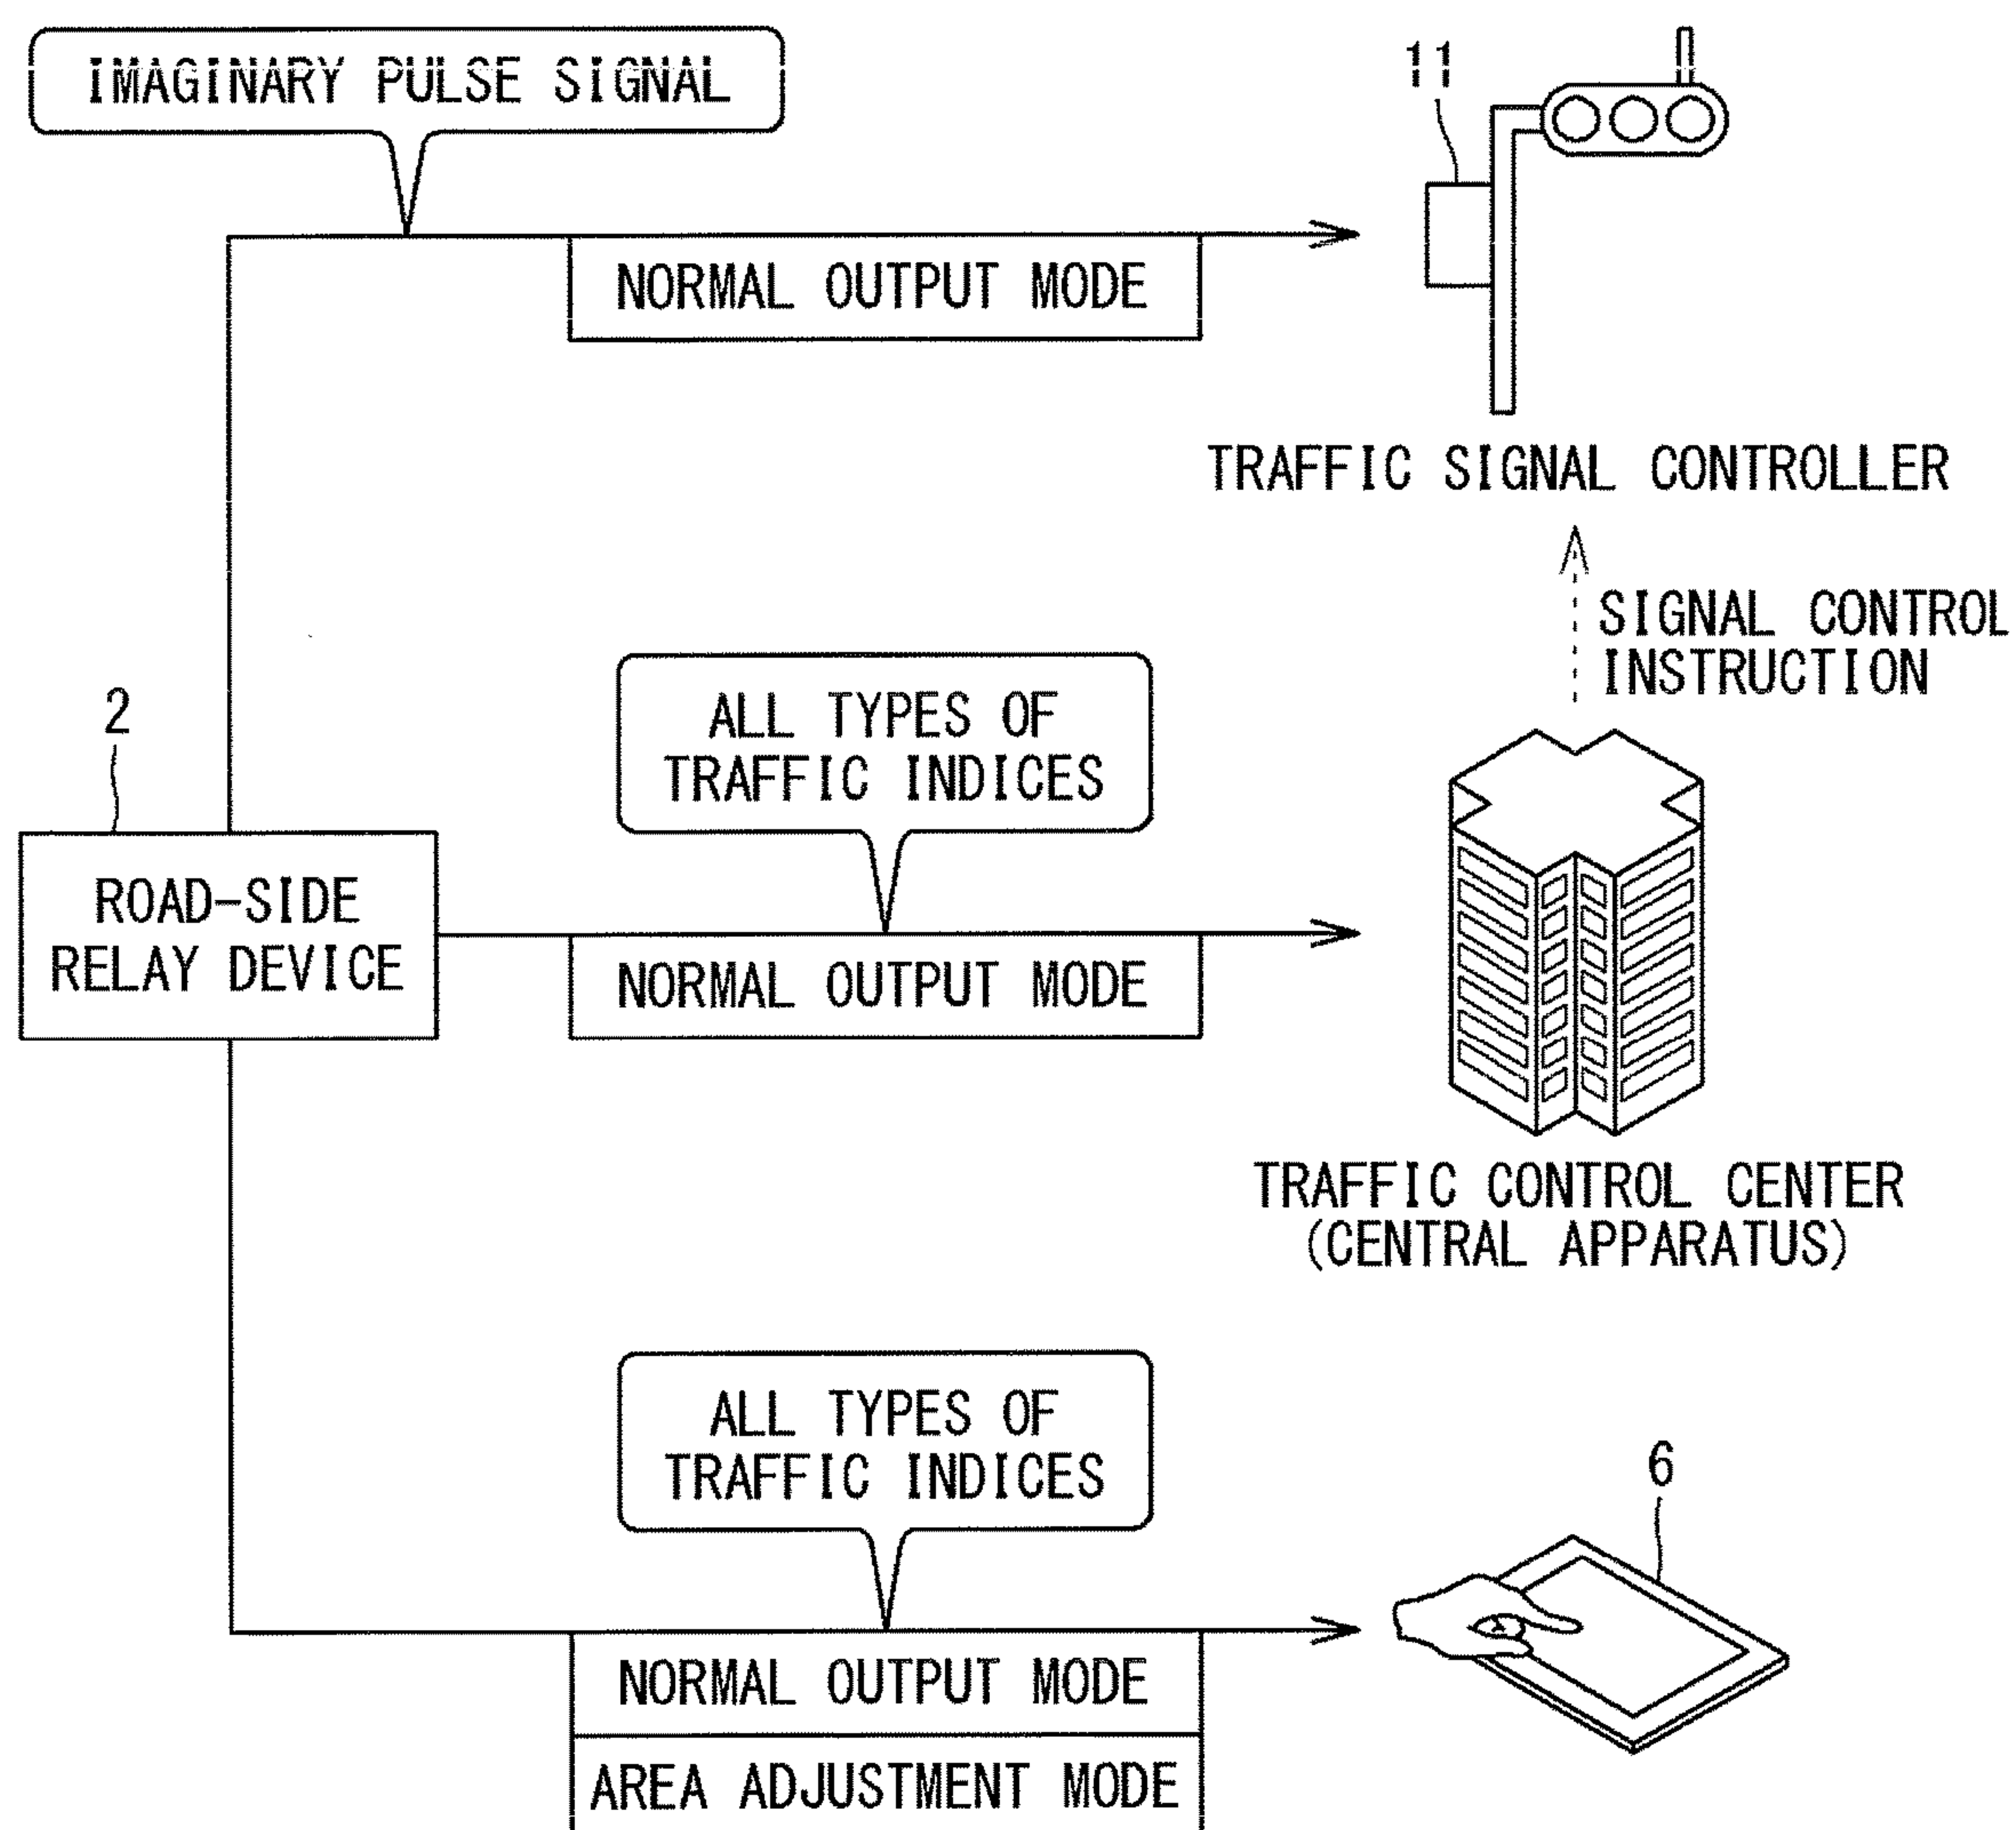 IMAGINARY PULSE SIGNAL
11
NORMAL OUTPUT MODE
TRAFFIC SIGNAL CONTROLLER
SIGNAL CONTROL
INSTRUCTION
2
ALL TYPES OF
TRAFFIC INDICES
ROAD-SIDE
RELAY DEVICE
NORMAL OUTPUT MODE
TRAFFIC CONTROL CENTER
(CENTRAL APPARATUS)
ALL TYPES OF
TRAFFIC INDICES
6
NORMAL OUTPUT MODE
AREA ADJUSTMENT MODE